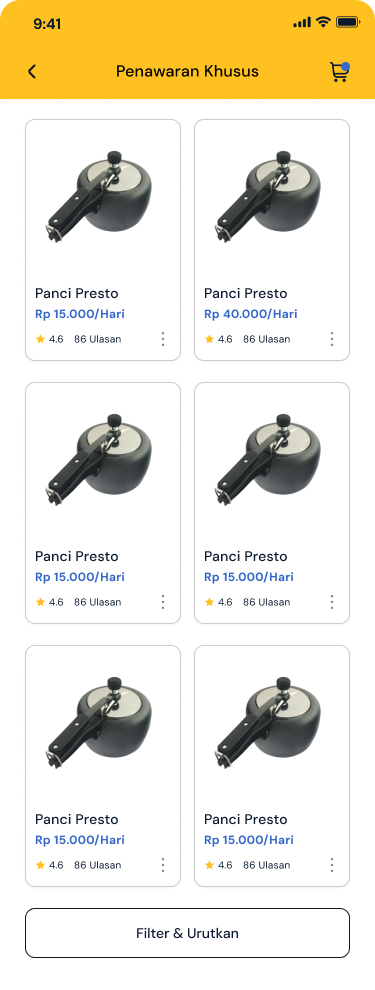 9:41
Penawaran Khusus
Panci Presto
Rp 15.000/Hari
4.6 86 Ulasan
Panci Presto
Rp 40.000/Hari
4.6 86 Ulasan
Panci Presto
Rp 15.000/Hari
4.6 86 Ulasan
Panci Presto
Rp 15.000/Hari
4.6 86 Ulasan
Panci Presto
Rp 15.000/Hari
4.6 86 Ulasan
Panci Presto
Rp 15.000/Hari
4.6 86 Ulasan
Filter & Urutkan